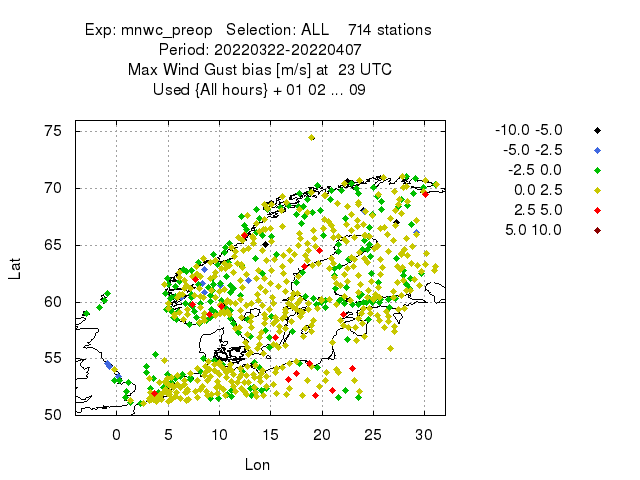 Exp: mnwc_preop   Selection: ALL    714 stations
Period: 20220322-20220407
Max Wind Gust bias [m/s] at  23 UTC
Used {All hours} + 01 02 ... 09
-10.0 -5.0
-5.0 -2.5
-2.5 0.0
0.0 2.5
2.5 5.0
5.0 10.0
75
70
65
60
55
50
Lat
0 5 10 15 20 25 30
Lon